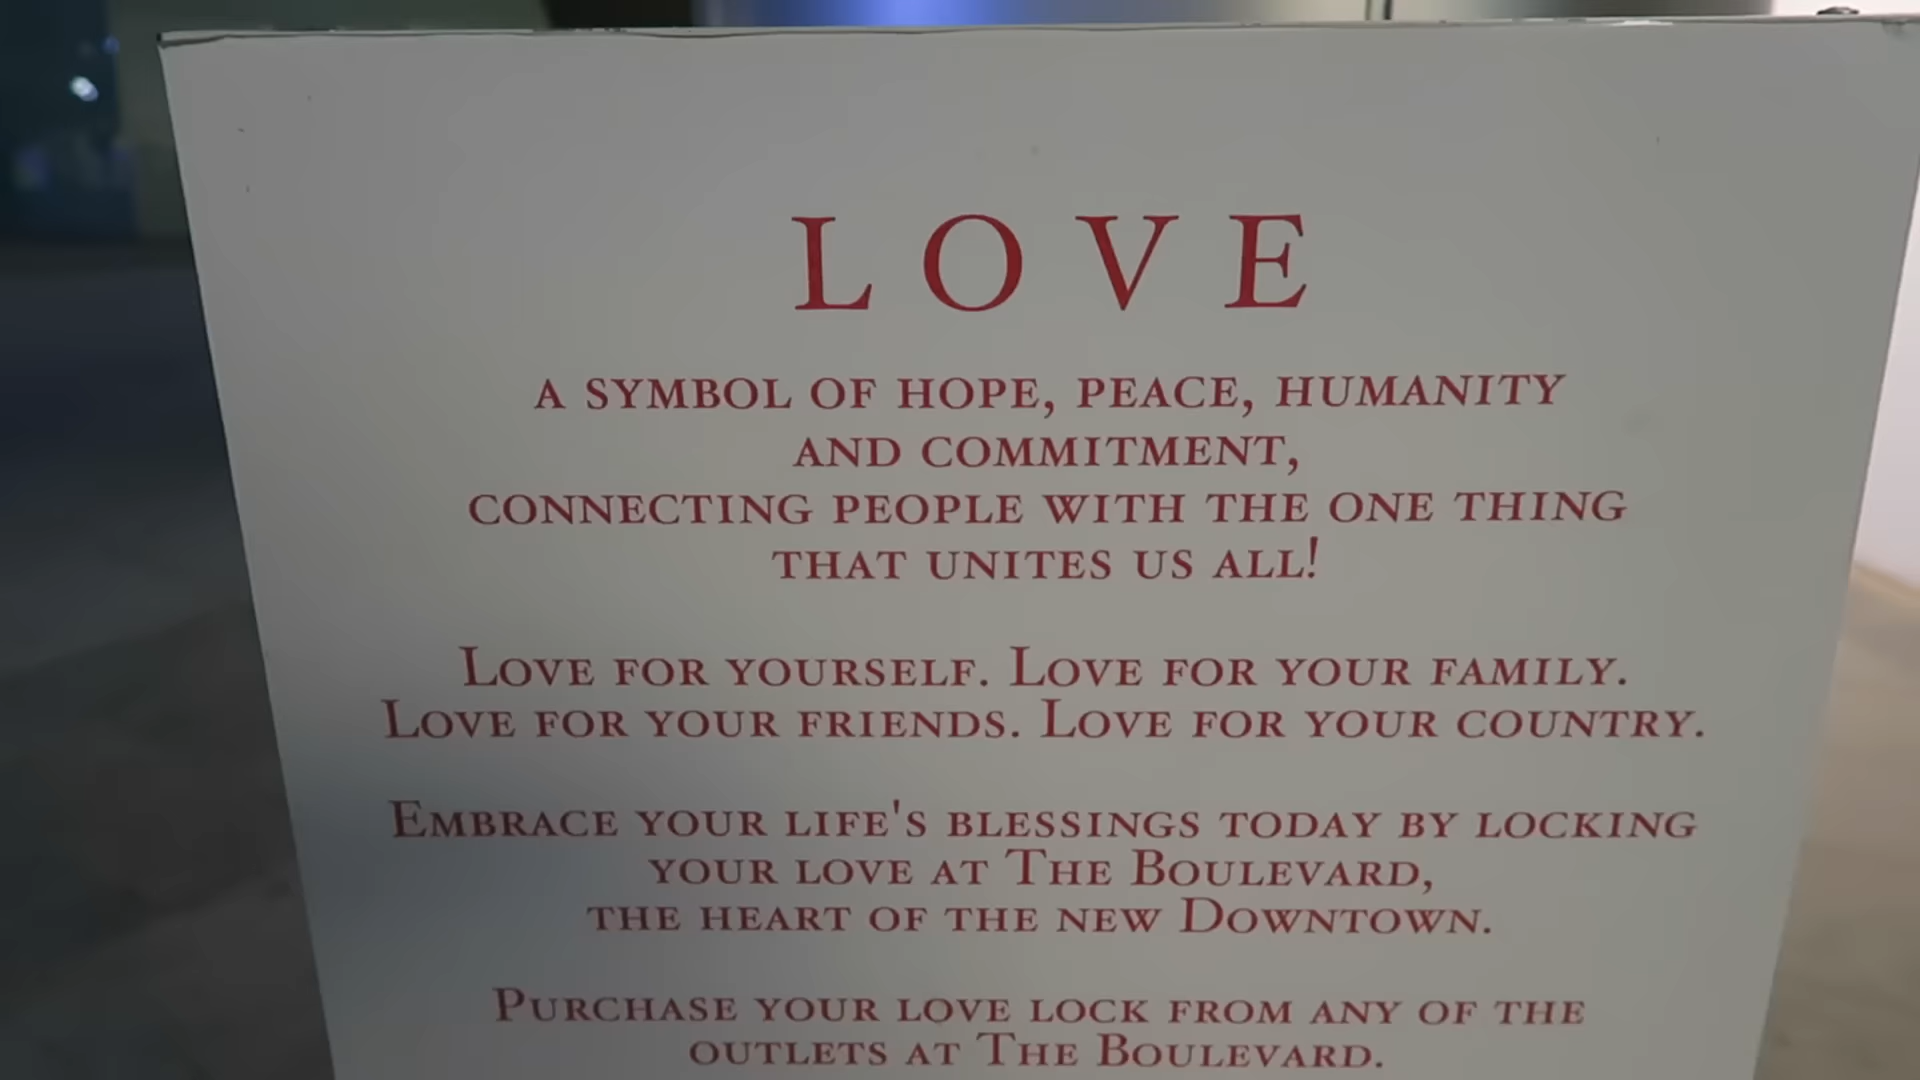 LOVE
A SYMBOL OF HOPE, PEACE, HUMANITY
AND COMMITMENT,
CONNECTING PEOPLE WITH THE ONE THING
THAT UNITES US ALL!
LOVE FOR YOURSELF. LOVE FOR YOUR FAMILY.
LOVE FOR YOUR FRIENDS. LOVE FOR YOUR COUNTRY.
EMBRACE YOUR LIFE'S BLESSINGS TODAY BY LOCKING
YOUR LOVE AT THE BOULEVARD,
THE HEART OF THE NEW DOWNTOWN.
PURCHASE YOUR LOVE LOCK FROM ANY OF THE
OUTLETS AT THE BOULEVARD.